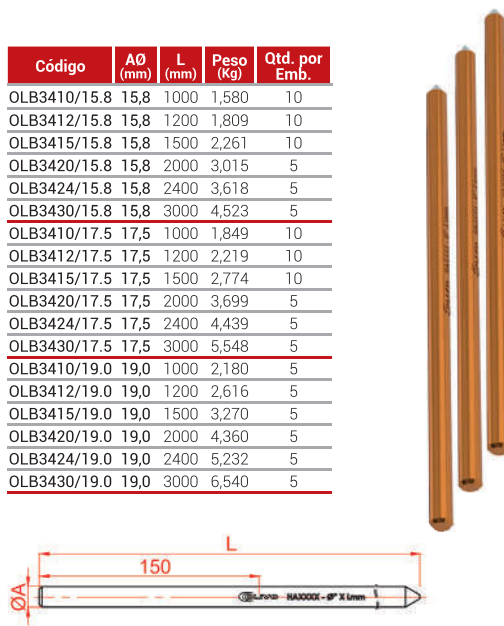 Código AØ (mm) L (mm) Peso (Kg) Qtd. por Emb.
OLB3410/15.8 15,8 1000 1,580 10
OLB3412/15.8 15,8 1200 1,809 10
OLB3415/15.8 15,8 1500 2,261 10
OLB3420/15.8 15,8 2000 3,015 5
OLB3424/15.8 15,8 2400 3,618 5
OLB3430/15.8 15,8 3000 4,523 5
OLB3410/17.5 17,5 1000 1,849 10
OLB3412/17.5 17,5 1200 2,219 10
OLB3415/17.5 17,5 1500 2,774 10
OLB3420/17.5 17,5 2000 3,699 5
OLB3424/17.5 17,5 2400 4,439 5
OLB3430/17.5 17,5 3000 5,548 5
OLB3410/19.0 19,0 1000 2,180 5
OLB3412/19.0 19,0 1200 2,616 5
OLB3415/19.0 19,0 1500 3,270 5
OLB3420/19.0 19,0 2000 4,360 5
OLB3424/19.0 19,0 2400 5,232 5
OLB3430/19.0 19,0 3000 6,540 5
L
150
ØA
OLIVO HAXXXX - Ø" X Lmm